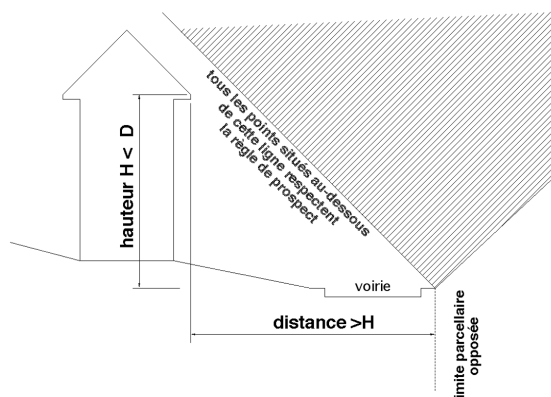 hauteur H < D
tous les points situés au-dessous
de cette ligne respectent
la règle de prospect
voirie
distance >H
imite parcellaire
opposée